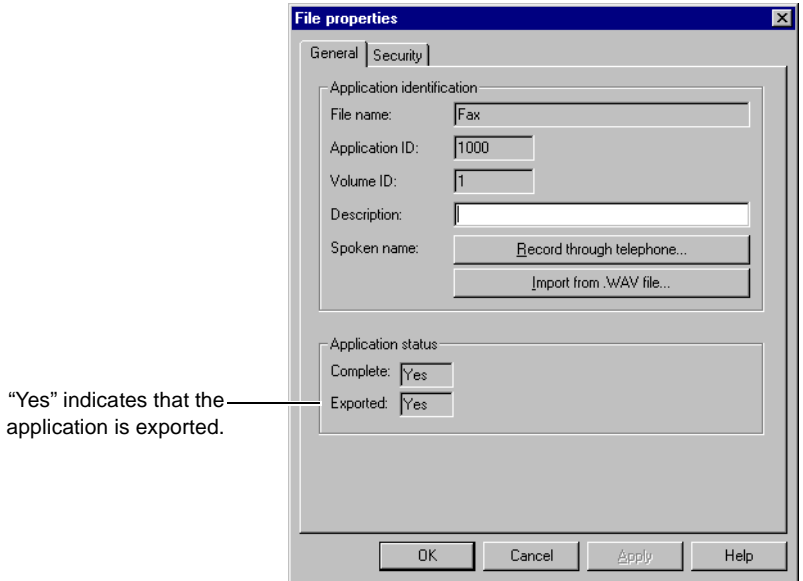 File properties
General
Security
Application identification
File name: Fax
Application ID: 1000
Volume ID: 1
Description:
Spoken name: Record through telephone...
Import from .WAV file...
Application status
Complete: Yes
“Yes” indicates that the
application is exported.
Exported: Yes
OK
Cancel
Apply
Help